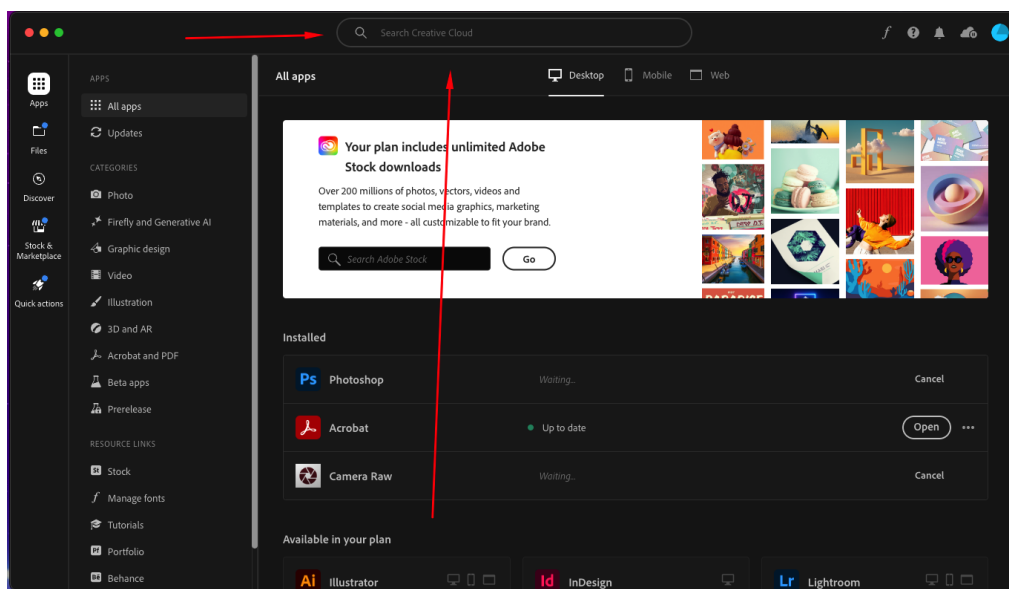 Search Creative Cloud
Apps
Files
Discover
Stock &
Marketplace
Quick actions
APPS
All apps
Updates
CATEGORIES
Photo
Firefly and Generative AI
Graphic design
Video
Illustration
3D and AR
Acrobat and PDF
Beta apps
Prerelease
RESOURCE LINKS
St Stock
Manage fonts
Tutorials
Pf Portfolio
Bē Behance
All apps
Desktop
Mobile
Web
Your plan includes unlimited Adobe
Stock downloads
Over 200 millions of photos, vectors, videos and
templates to create social media graphics, marketing
materials, and more - all customizable to fit your brand.
Search Adobe Stock
Go
Installed
Ps Photoshop Waiting... Cancel
Acrobat Up to date Open
Camera Raw Waiting... Cancel
Available in your plan
Ai Illustrator
Id InDesign
Lr Lightroom